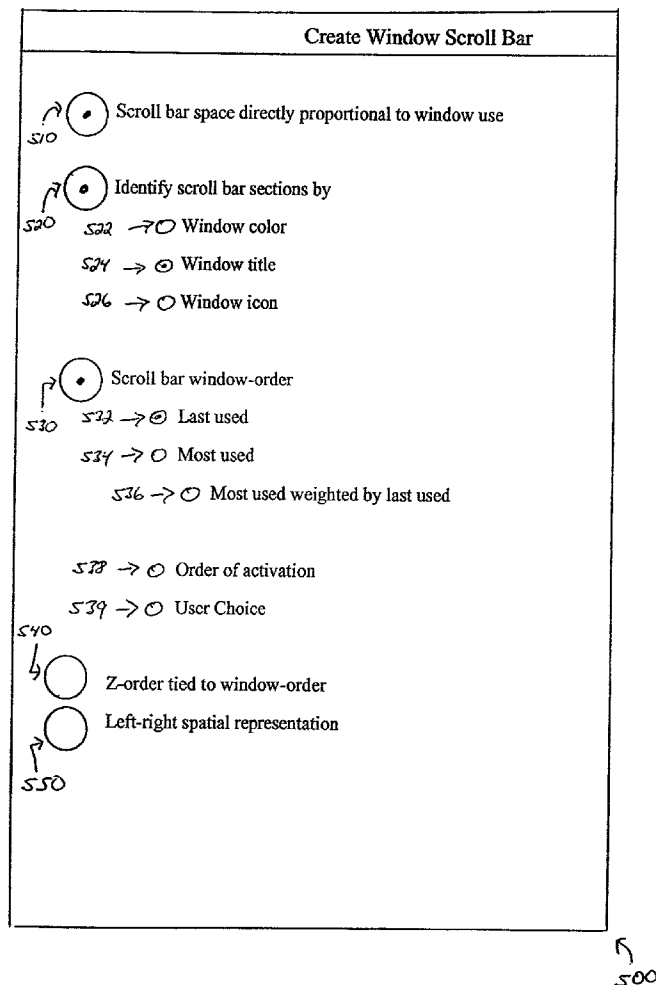 Create Window Scroll Bar
510 Scroll bar space directly proportional to window use
520 Identify scroll bar sections by
522 Window color
524 Window title
526 Window icon
530 Scroll bar window-order
532 Last used
534 Most used
536 Most used weighted by last used
538 Order of activation
539 User Choice
540 Z-order tied to window-order
550 Left-right spatial representation
500